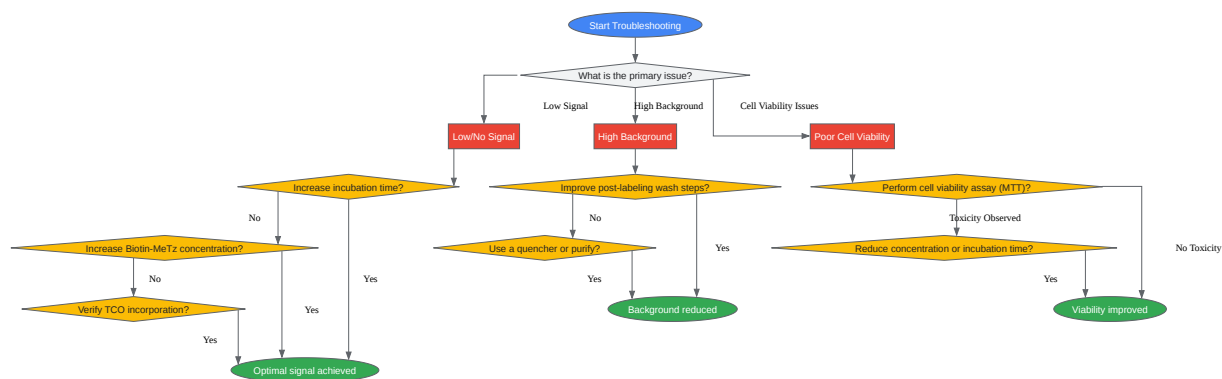 Start Troubleshooting
What is the primary issue?
Low Signal
High Background
Cell Viability Issues
Low/No Signal
High Background
Poor Cell Viability
Increase incubation time?
Improve post-labeling wash steps?
Perform cell viability assay (MTT)?
No
No
Toxicity Observed
Increase Biotin-MeTz concentration?
Use a quencher or purify?
Yes
Reduce concentration or incubation time?
No Toxicity
No
Yes
Yes
Yes
Verify TCO incorporation?
Yes
Background reduced
Viability improved
Yes
Optimal signal achieved